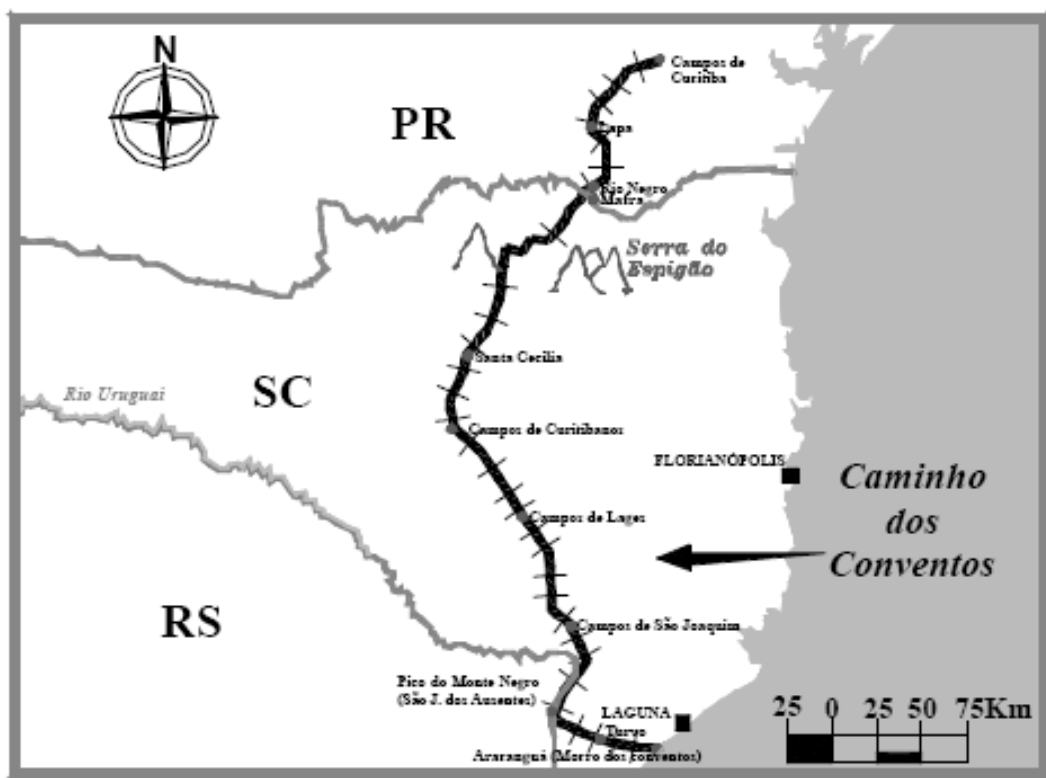 N
Campos de
Curitiba
PR
Lapa
Rio Negro
Mafra
Serra do
Espigão
Santa Cecília
SC
Rio Uruguai
Campos de Curitibanos
FLORIANÓPOLIS
Caminho
dos
Conventos
Campos de Lages
RS
Campos de São Joaquim
Pico do Monte Negro
(São J. dos Ausentes)
LAGUNA
Turvo
Araranguá (Morro dos conventos)
25 0 25 50 75Km